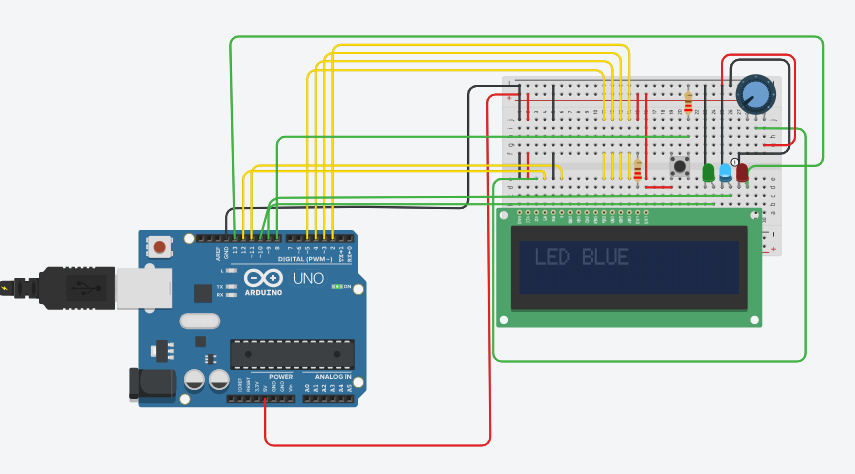 LED BLUE
AREF
GND
13
12
~11
~10
~9
8
7
~6
~5
4
~3
2
TX→1
RX←0
DIGITAL (PWM~)
L
TX
RX
UNO
ON
ARDUINO
POWER
ANALOG IN
IOREF
RESET
3.3V
5V
GND
GND
Vin
A0
A1
A2
A3
A4
A5